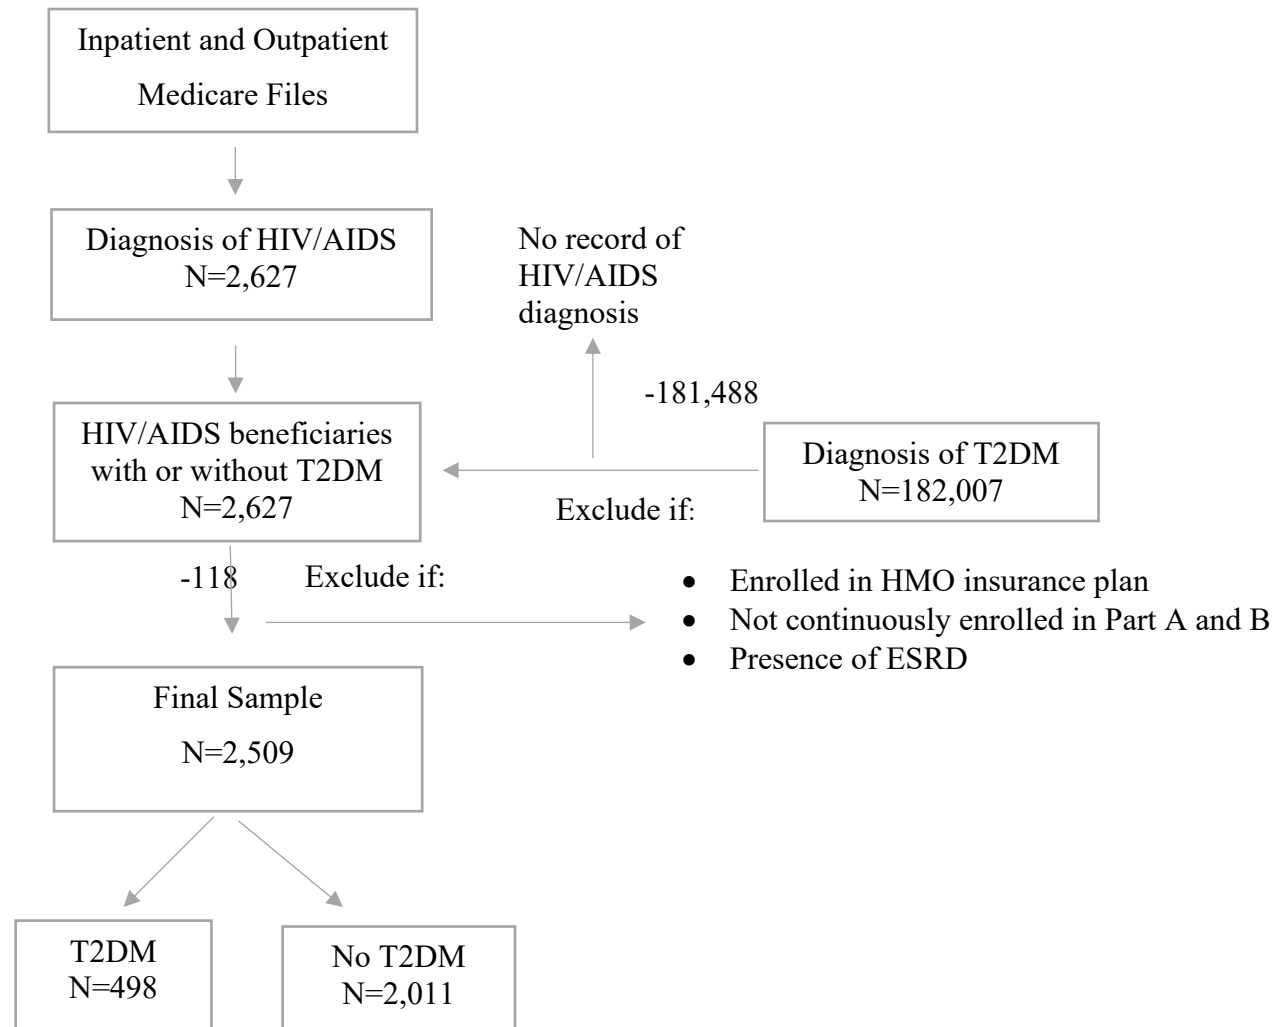 Inpatient and Outpatient
Medicare Files
Diagnosis of HIV/AIDS
N=2,627
No record of
HIV/AIDS
diagnosis
-181,488
HIV/AIDS beneficiaries
with or without T2DM
N=2,627
Diagnosis of T2DM
N=182,007
Exclude if:
-118
Exclude if:
• Enrolled in HMO insurance plan
• Not continuously enrolled in Part A and B
• Presence of ESRD
Final Sample
N=2,509
T2DM
N=498
No T2DM
N=2,011